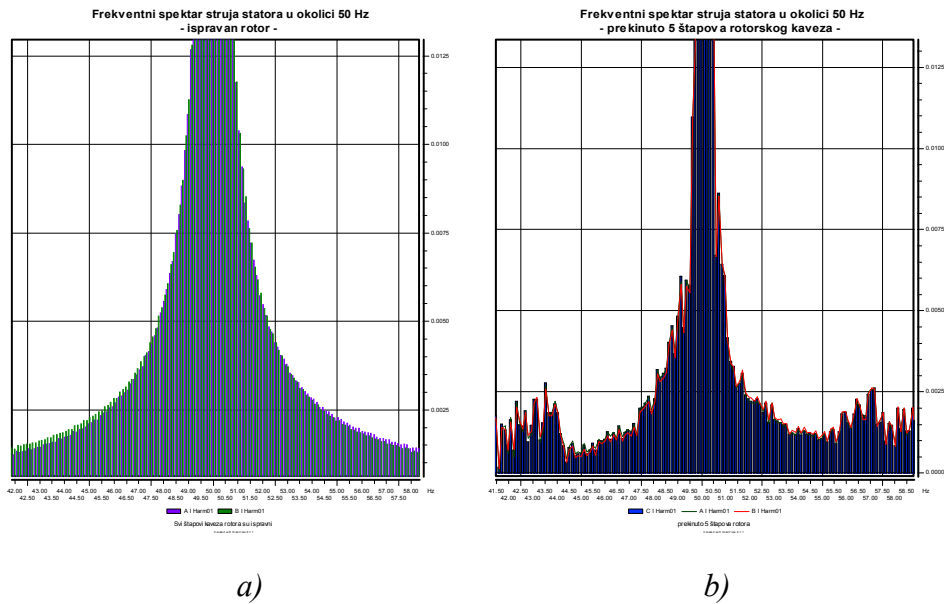 Frekventni spektar struja statora u okolici 50 Hz
- ispravan rotor -
0.0125
0.0100
0.0075
0.0050
0.0025
42.00 43.00 44.00 45.00 46.00 47.00 48.00 49.00 50.00 51.00 52.00 53.00 54.00 55.00 56.00 57.00 58.00 Hz
42.50 43.50 44.50 45.50 46.50 47.50 48.50 49.50 50.50 51.50 52.50 53.50 54.50 55.50 56.50 57.50
A I Harm01 B I Harm01
Svi štapovi kaveza rotora su ispravni
a)
Frekventni spektar struja statora u okolici 50 Hz
- prekinuto 5 štapova rotorskog kaveza -
0.0125
0.0100
0.0075
0.0050
0.0025
0.0000
41.50 42.50 43.50 44.50 45.50 46.50 47.50 48.50 49.50 50.50 51.50 52.50 53.50 54.50 55.50 56.50 57.50 58.50 Hz
42.00 43.00 44.00 45.00 46.00 47.00 48.00 49.00 50.00 51.00 52.00 53.00 54.00 55.00 56.00 57.00 58.00
C I Harm01 A I Harm01 B I Harm01
prekinuto 5 štapova rotora
b)